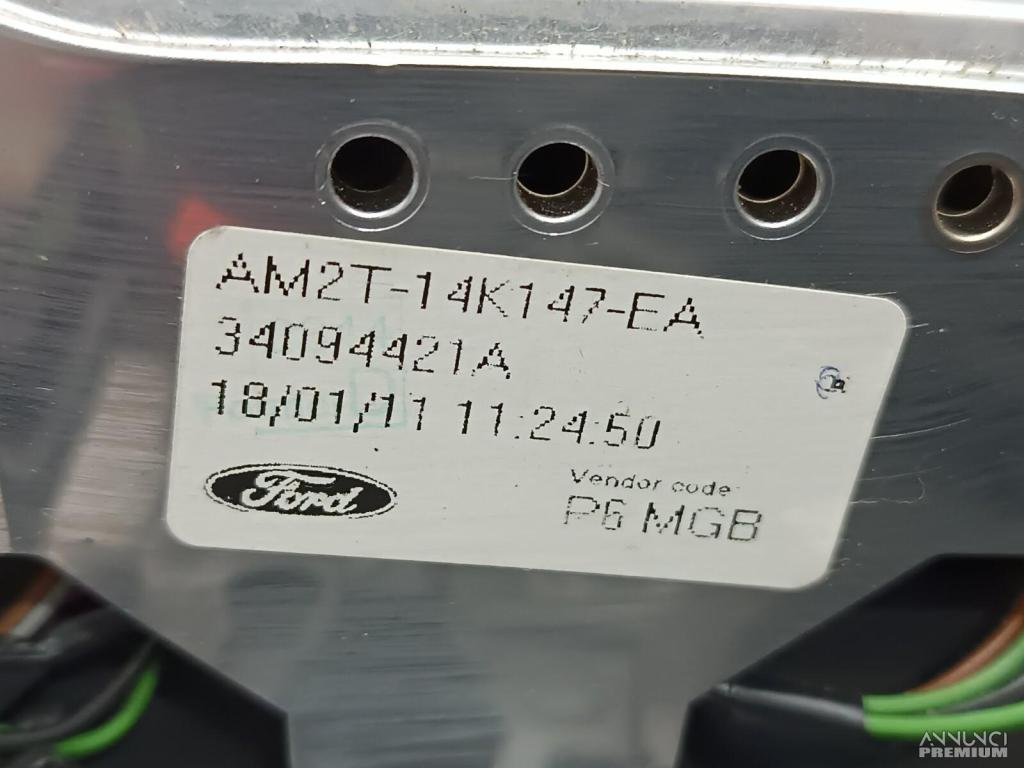 AM2T-14K147-EA
34094421A
18/01/11 11:24:50
Ford
Vendor code
P6 MGB
ANNUNCI
PREMIUM